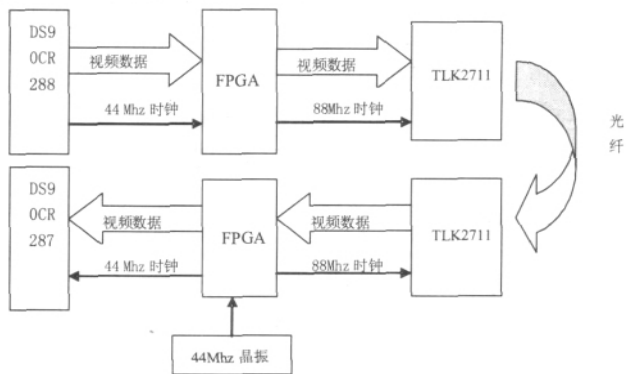 DS9
0CR
288
视频数据
44 Mhz 时钟
FPGA
视频数据
88Mhz 时钟
TLK2711
光
纤
DS9
0CR
287
视频数据
44 Mhz 时钟
FPGA
视频数据
88Mhz 时钟
TLK2711
44Mhz 晶振